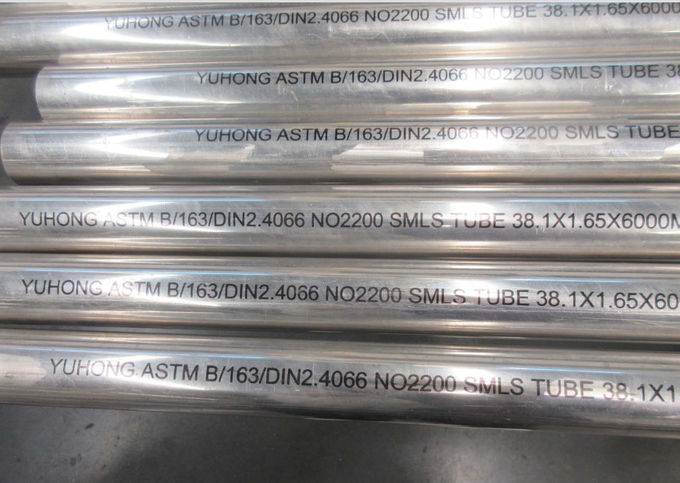 YUHONG ASTM B/163/DIN2.4066 NO2200 SMLS TUBE 38.1X1.65X6000
YUHONG ASTM B/163/DIN2.4066 NO2200 SMLS TUBE 38
YUHONG ASTM B/163/DIN2.4066 NO2200 SMLS TUBE
YUHONG ASTM B/163/DIN2.4066 NO2200 SMLS TUBE 38.1X1.65X6000M
YUHONG ASTM B/163/DIN2.4066 NO2200 SMLS TUBE 38.1X1.65X60
YUHONG ASTM B/163/DIN2.4066 NO2200 SMLS TUBE 38.1X1